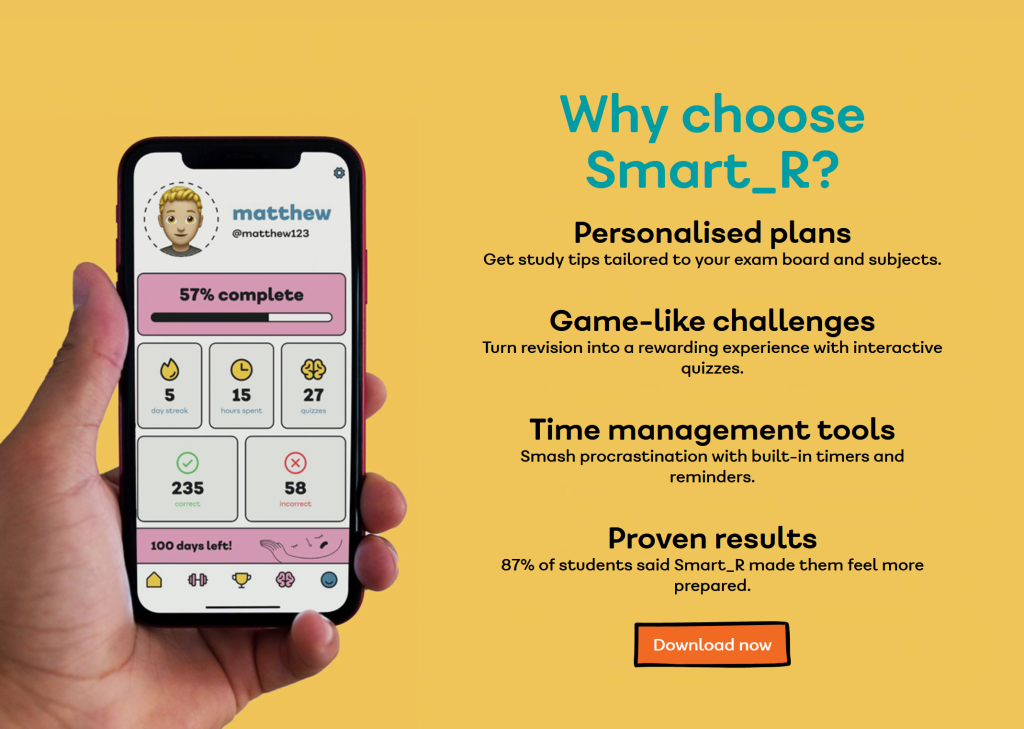 Why choose
Smart_R?
Personalised plans
Get study tips tailored to your exam board and subjects.
Game-like challenges
Turn revision into a rewarding experience with interactive
quizzes.
Time management tools
Smash procrastination with built-in timers and
reminders.
Proven results
87% of students said Smart_R made them feel more
prepared.
Download now
matthew
@matthew123
57% complete
5
day streak
15
hours spent
27
quizzes
235
correct
58
incorrect
100 days left!